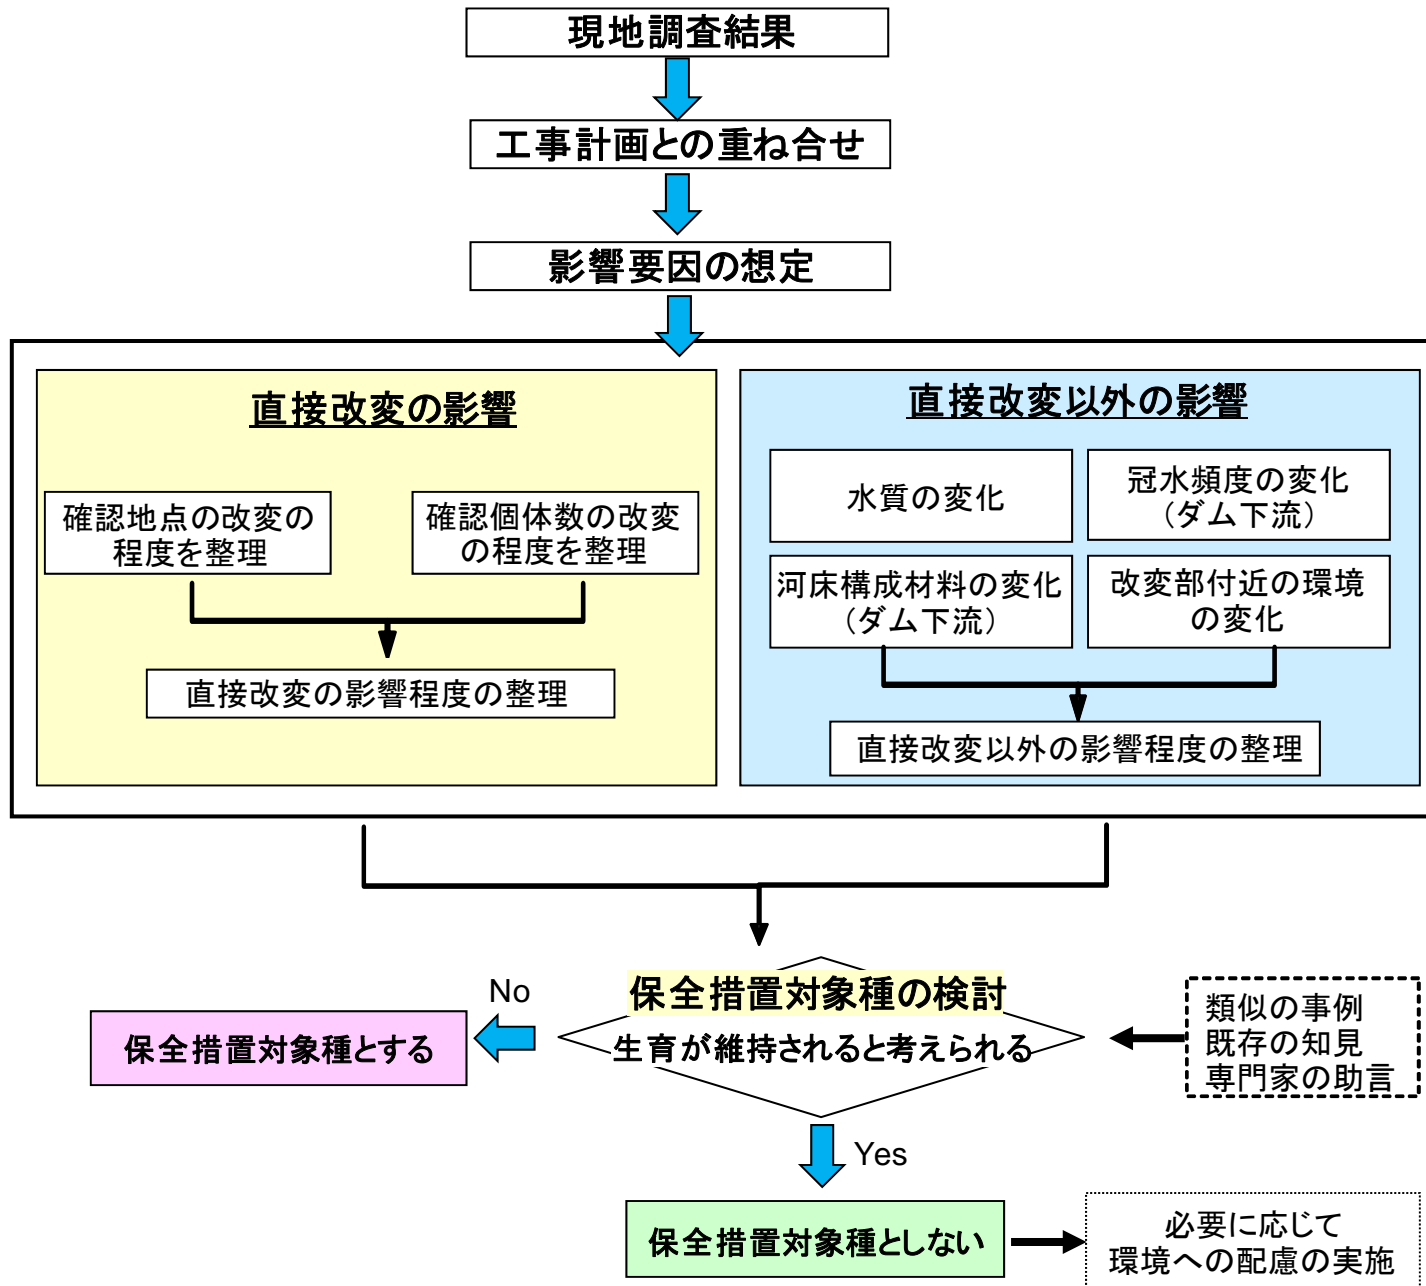 現地調査結果
工事計画との重ね合せ
影響要因の想定
直接改変の影響
確認地点の改変の
程度を整理
確認個体数の改変
の程度を整理
直接改変の影響程度の整理
直接改変以外の影響
水質の変化
冠水頻度の変化
(ダム下流)
河床構成材料の変化
(ダム下流)
改変部付近の環境
の変化
直接改変以外の影響程度の整理
保全措置対象種の検討
生育が維持されると考えられる
No
保全措置対象種とする
類似の事例
既存の知見
専門家の助言
Yes
保全措置対象種としない
必要に応じて
環境への配慮の実施